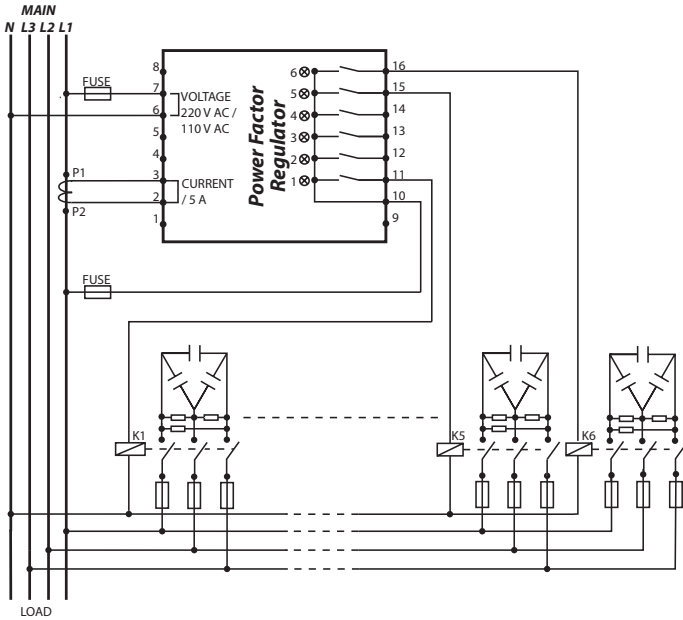 MAIN
N L3 L2 L1
FUSE
8
7
6
5
4
3
2
1
VOLTAGE
220 V AC /
110 V AC
CURRENT
/ 5 A
Power Factor
Regulator
6
5
4
3
2
1
16
15
14
13
12
11
10
9
P1
P2
FUSE
K1
K5
K6
LOAD